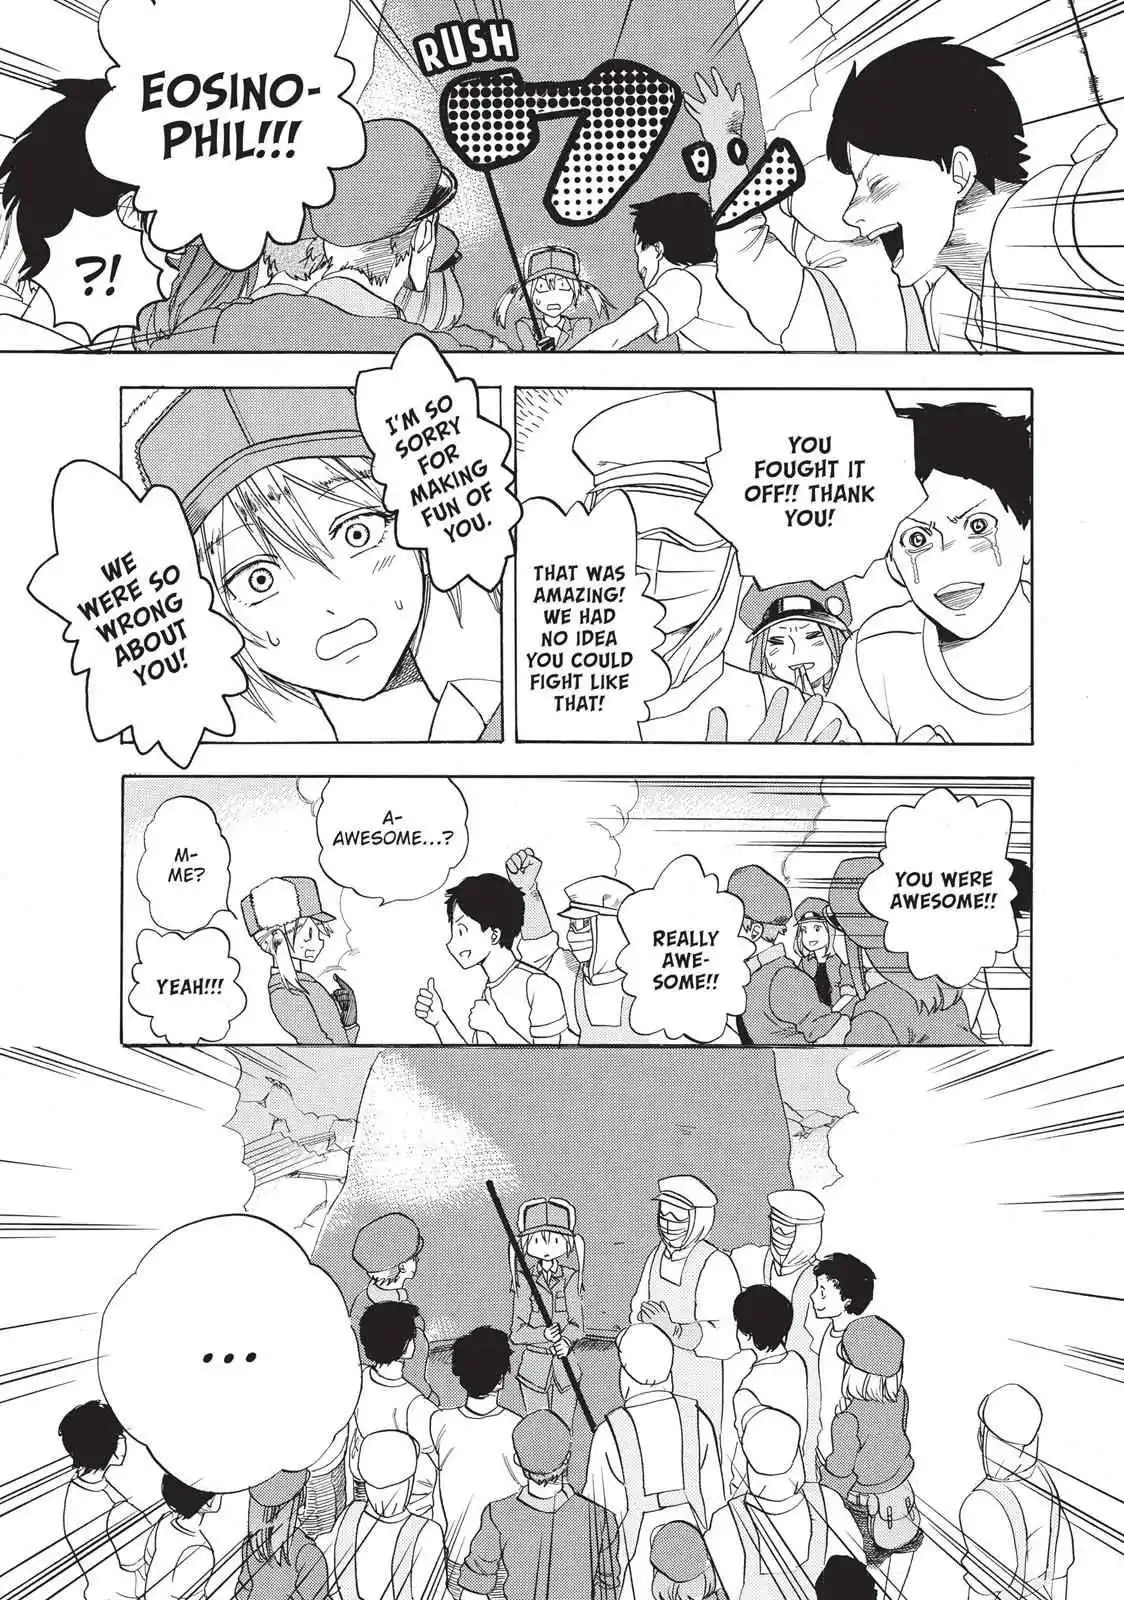 EOSINO-
PHIL!!!
RUSH
ワッ
?!
YOU
FOUGHT IT
OFF!! THANK
YOU!
THAT WAS
AMAZING!
WE HAD
NO IDEA
YOU COULD
FIGHT LIKE
THAT!
I'M SO
SORRY
FOR
MAKING
FUN OF
YOU.
WE
WERE SO
WRONG
ABOUT
YOU!
YOU WERE
AWESOME!!
REALLY
AWE-
SOME!!
A-
AWESOME...?
M-
ME?
YEAH!!!
...